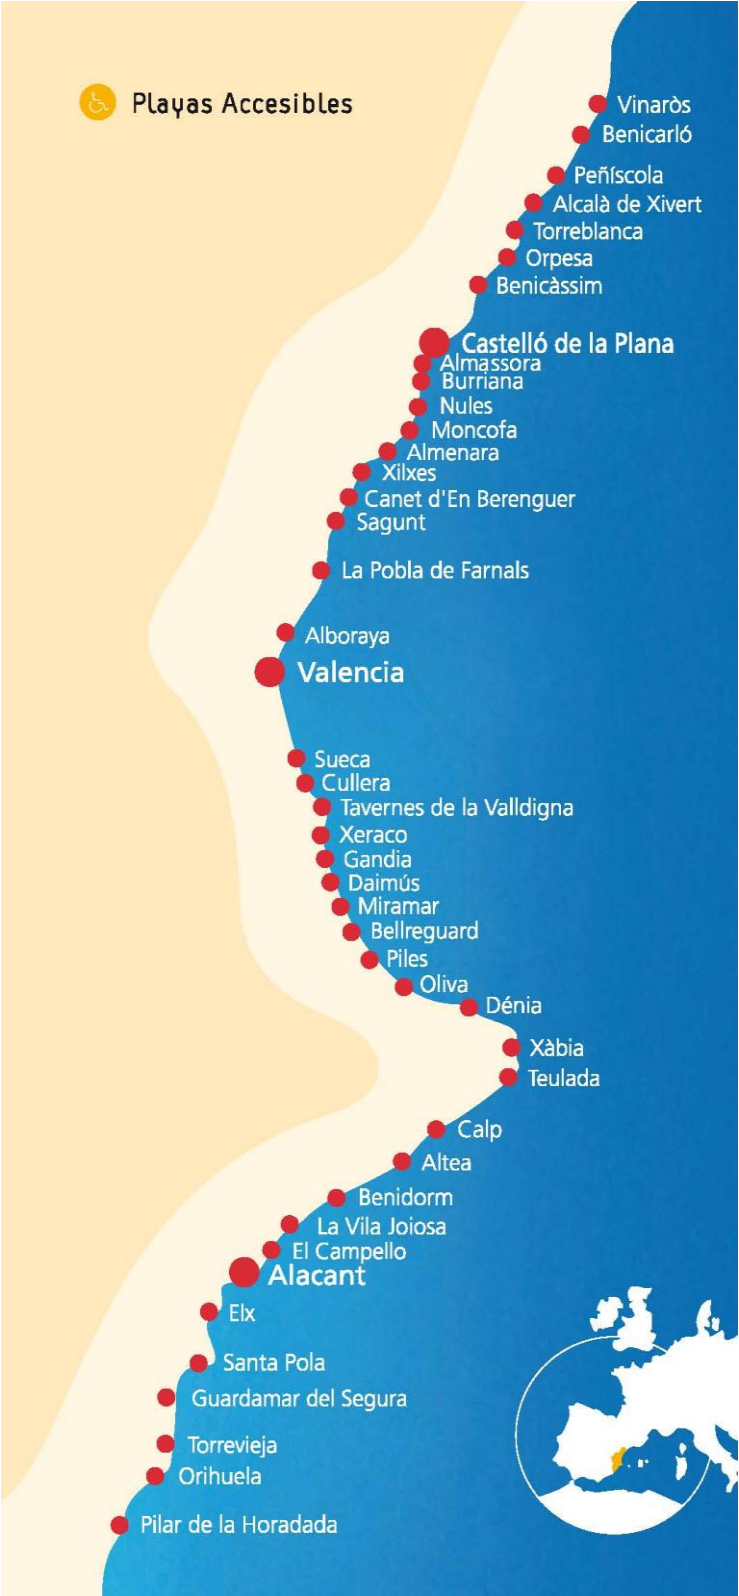 Playas Accesibles
Vinaròs
Benicarló
Peñíscola
Alcalà de Xivert
Torreblanca
Orpesa
Benicàssim
Castelló de la Plana
Almassora
Burriana
Nules
Moncofa
Almenara
Xilxes
Canet d'En Berenguer
Sagunt
La Pobla de Farnals
Alboraya
Valencia
Sueca
Cullera
Tavernes de la Valldigna
Xeraco
Gandia
Daimús
Miramar
Bellreguard
Piles
Oliva
Dénia
Xàbia
Teulada
Calp
Altea
Benidorm
La Vila Joiosa
El Campello
Alacant
Elx
Santa Pola
Guardamar del Segura
Torrevieja
Orihuela
Pilar de la Horadada